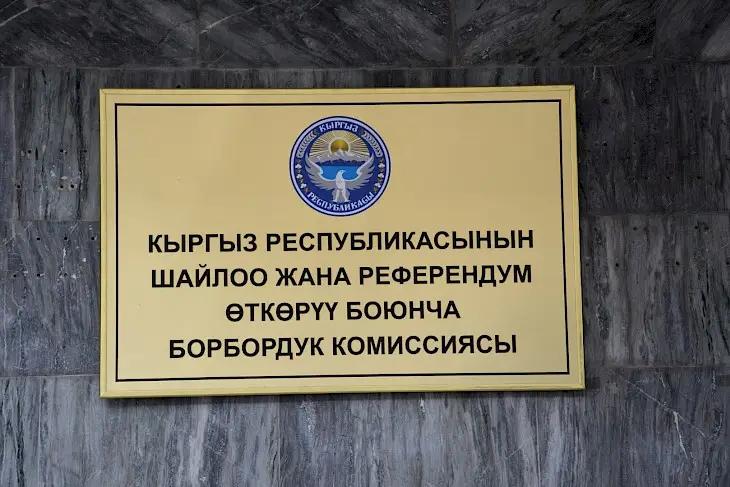 КЫРГЫЗ
РЕСПУБЛИКАСЫ
КЫРГЫЗ РЕСПУБЛИКАСЫНЫН
ШАЙЛОО ЖАНА РЕФЕРЕНДУМ
ӨТКӨРҮҮ БОЮНЧА
БОРБОРДУК КОМИССИЯСЫ